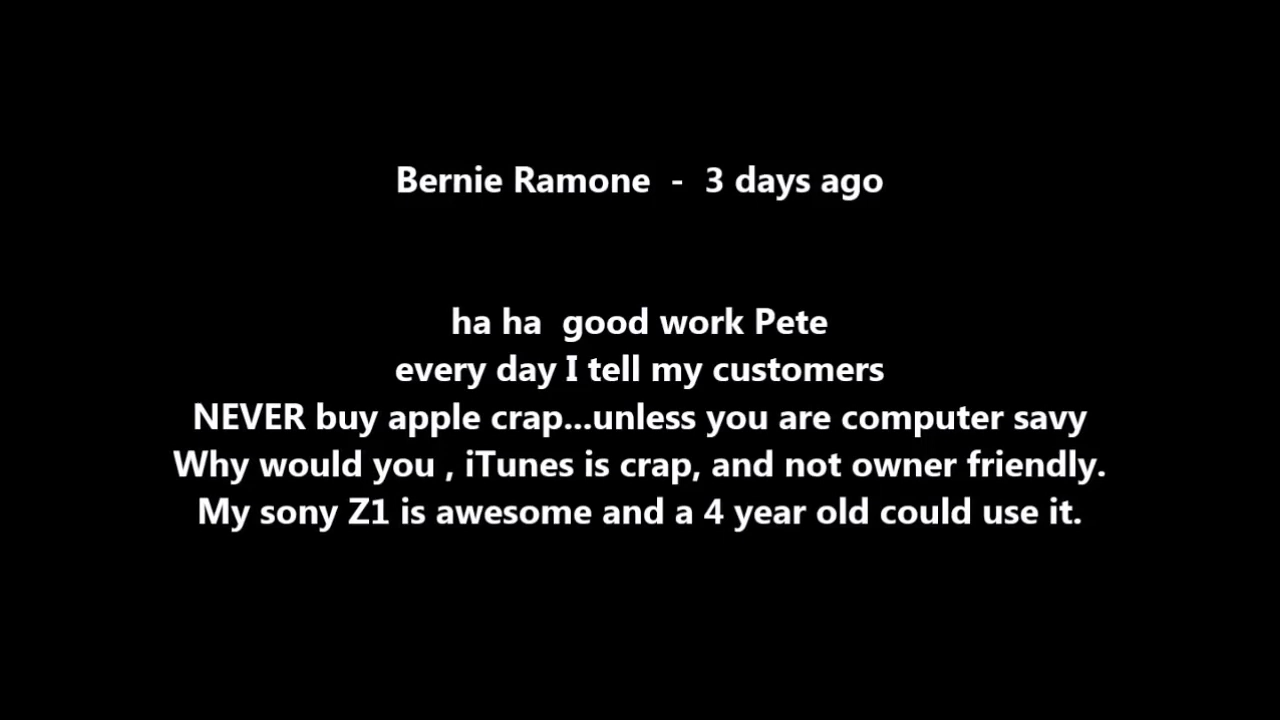 Bernie Ramone  -  3 days ago
ha ha  good work Pete
every day I tell my customers
NEVER buy apple crap...unless you are computer savy
Why would you , iTunes is crap, and not owner friendly.
My sony Z1 is awesome and a 4 year old could use it.